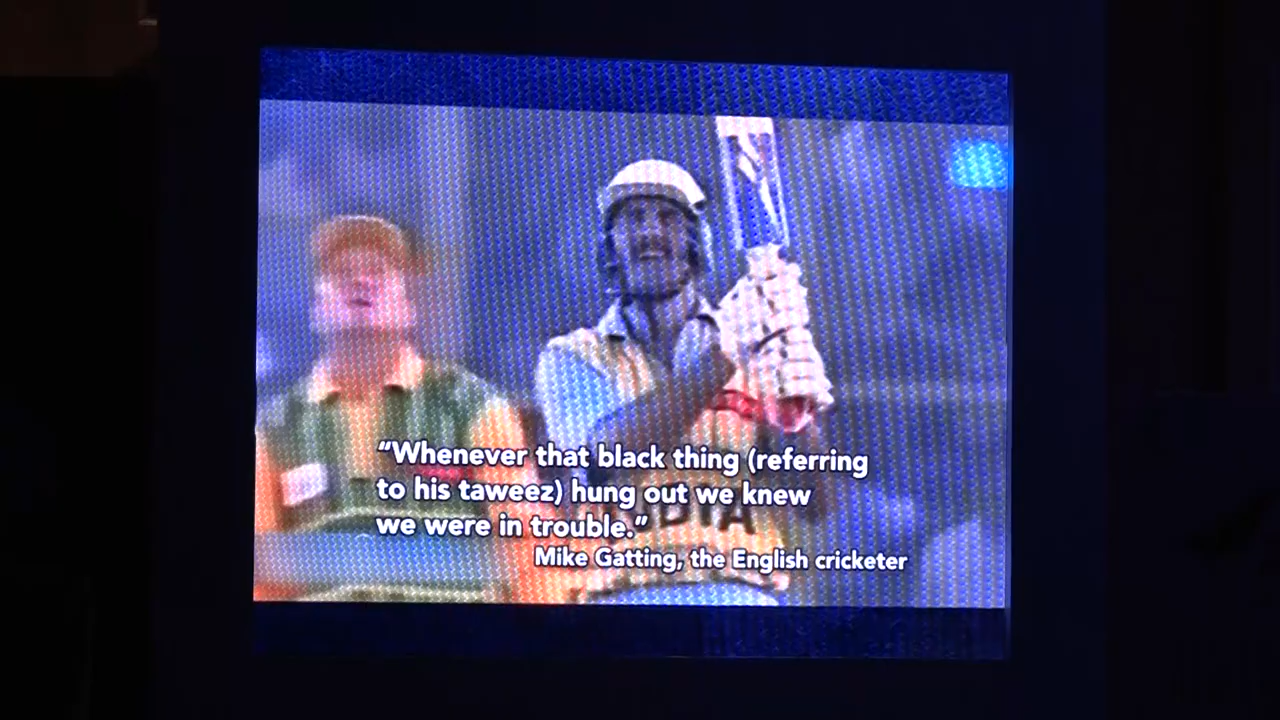 “Whenever that black thing (referring
to his taweez) hung out we knew
we were in trouble.”
Mike Gatting, the English cricketer